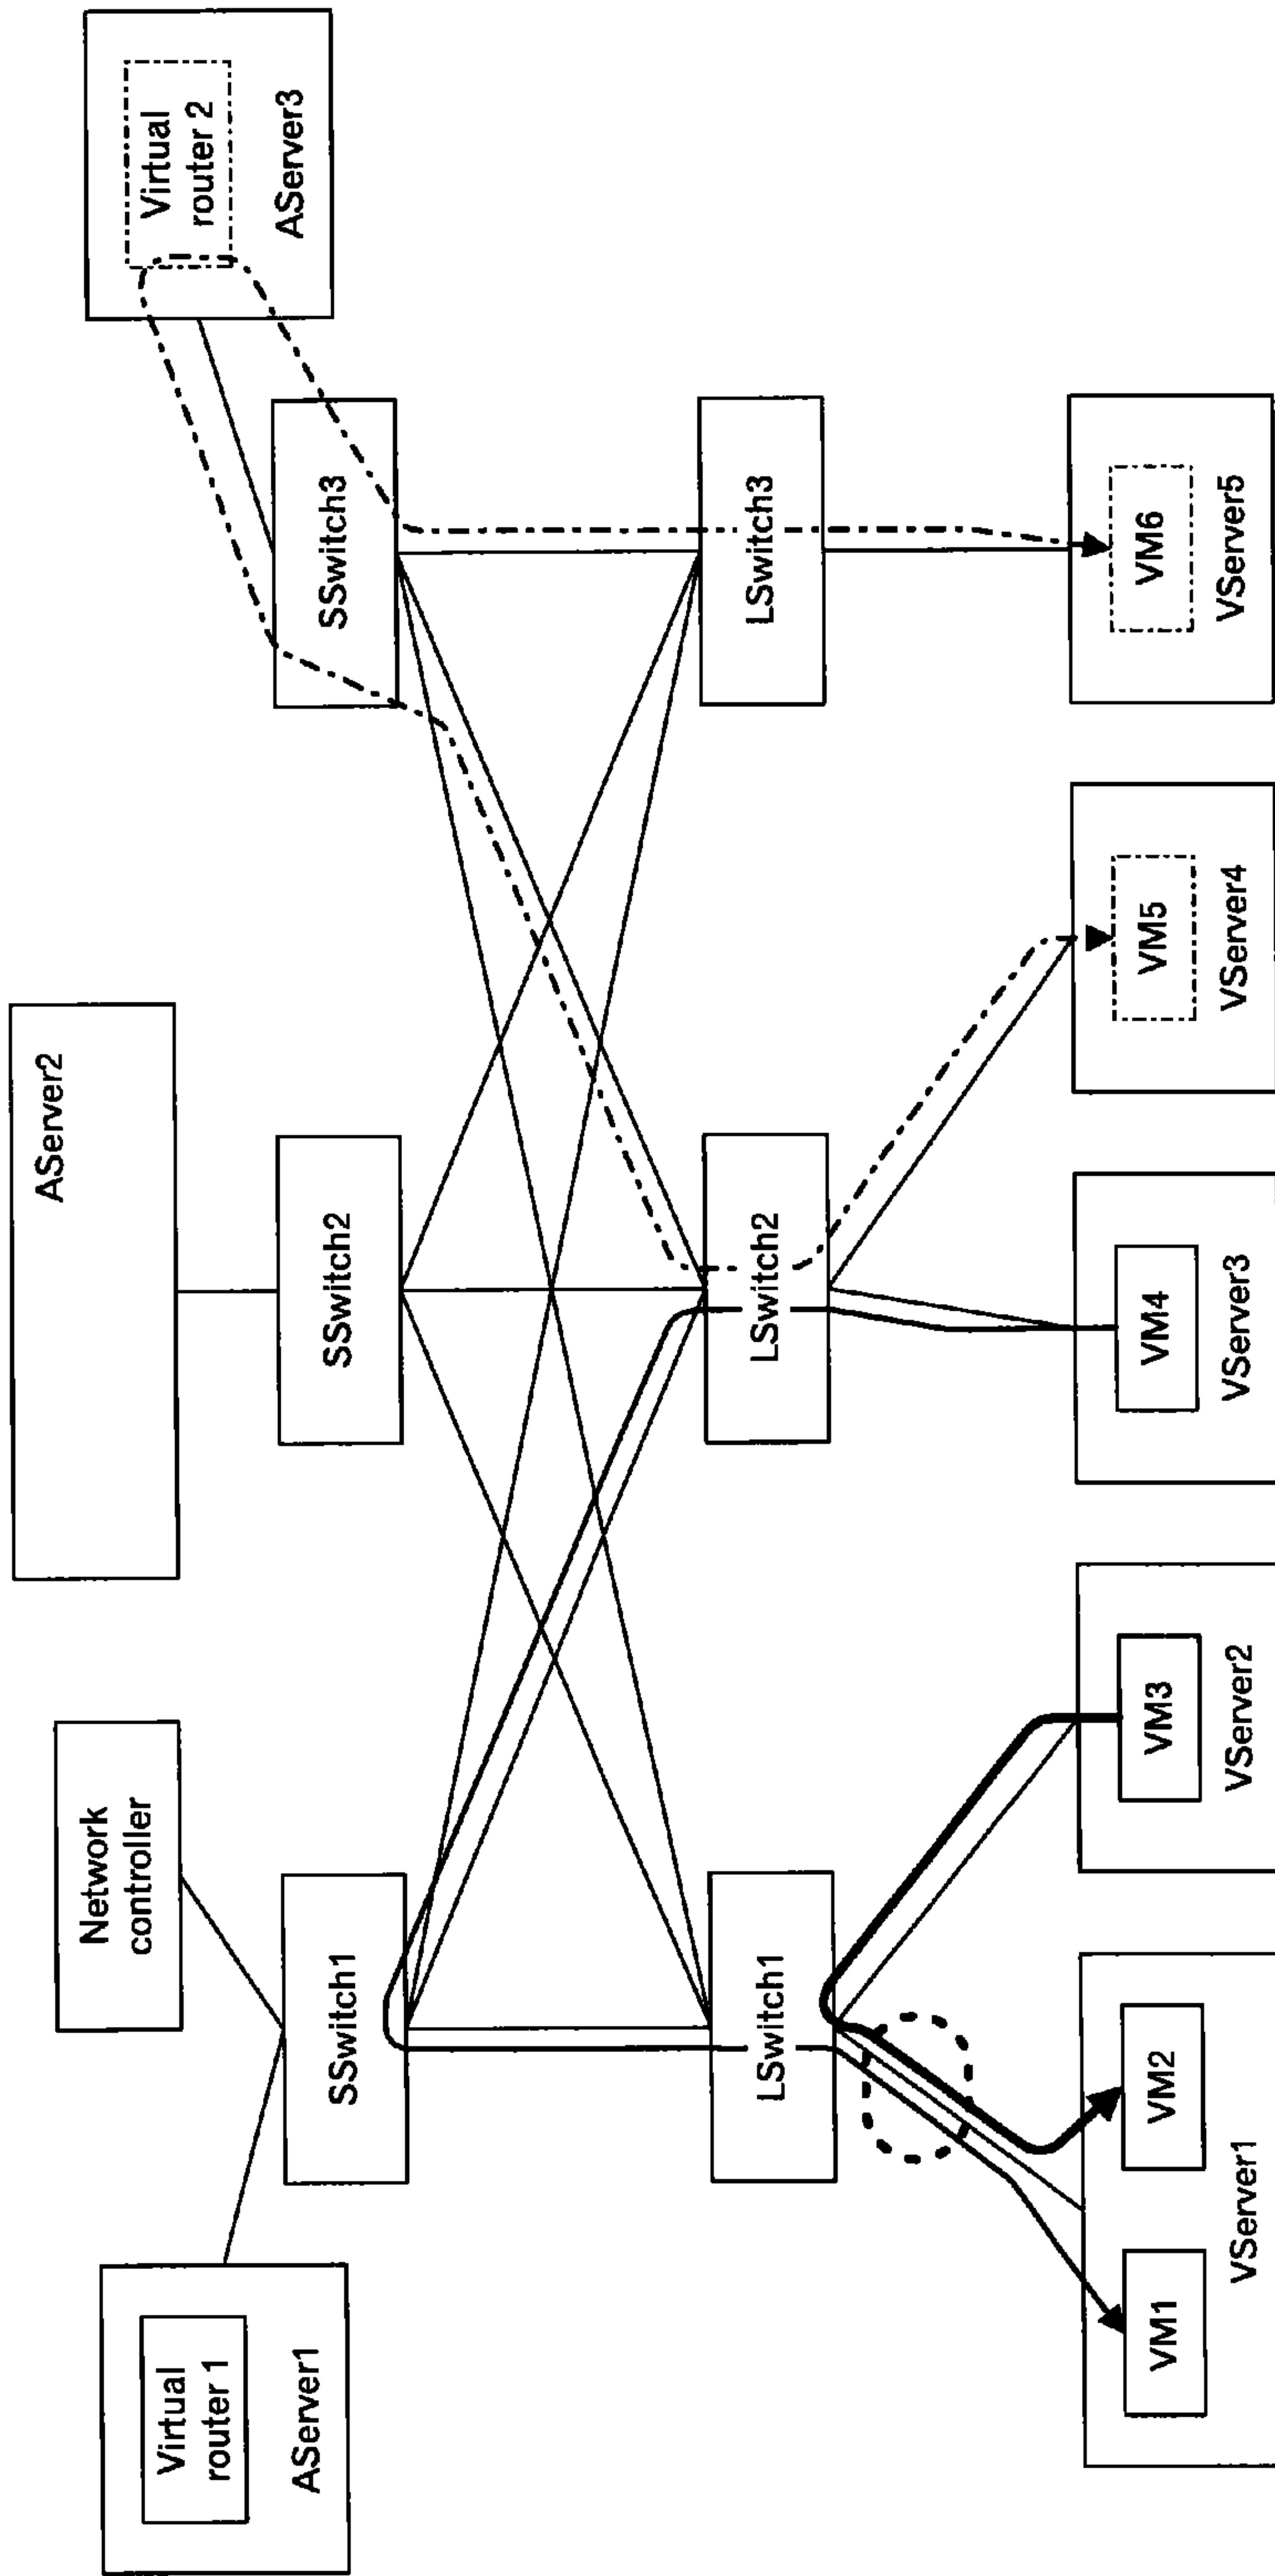 Virtual
router 1
AServer1
Network
controller
AServer2
Virtual
router 2
AServer3
SSwitch1
SSwitch2
SSwitch3
LSwitch1
LSwitch2
LSwitch3
VM1
VM2
VServer1
VM3
VServer2
VM4
VServer3
VM5
VServer4
VM6
VServer5